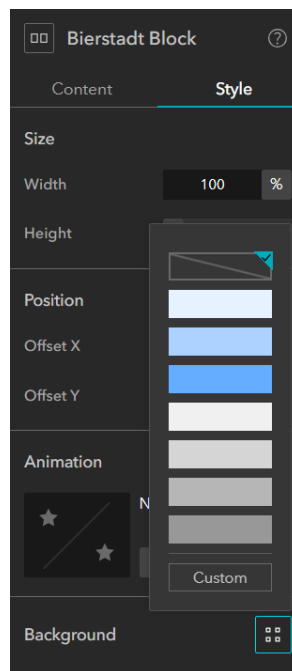 Bierstadt Block ?
Content Style
Size
Width 100 %
Height
Position
Offset X
Offset Y
Animation
N
Background
Custom